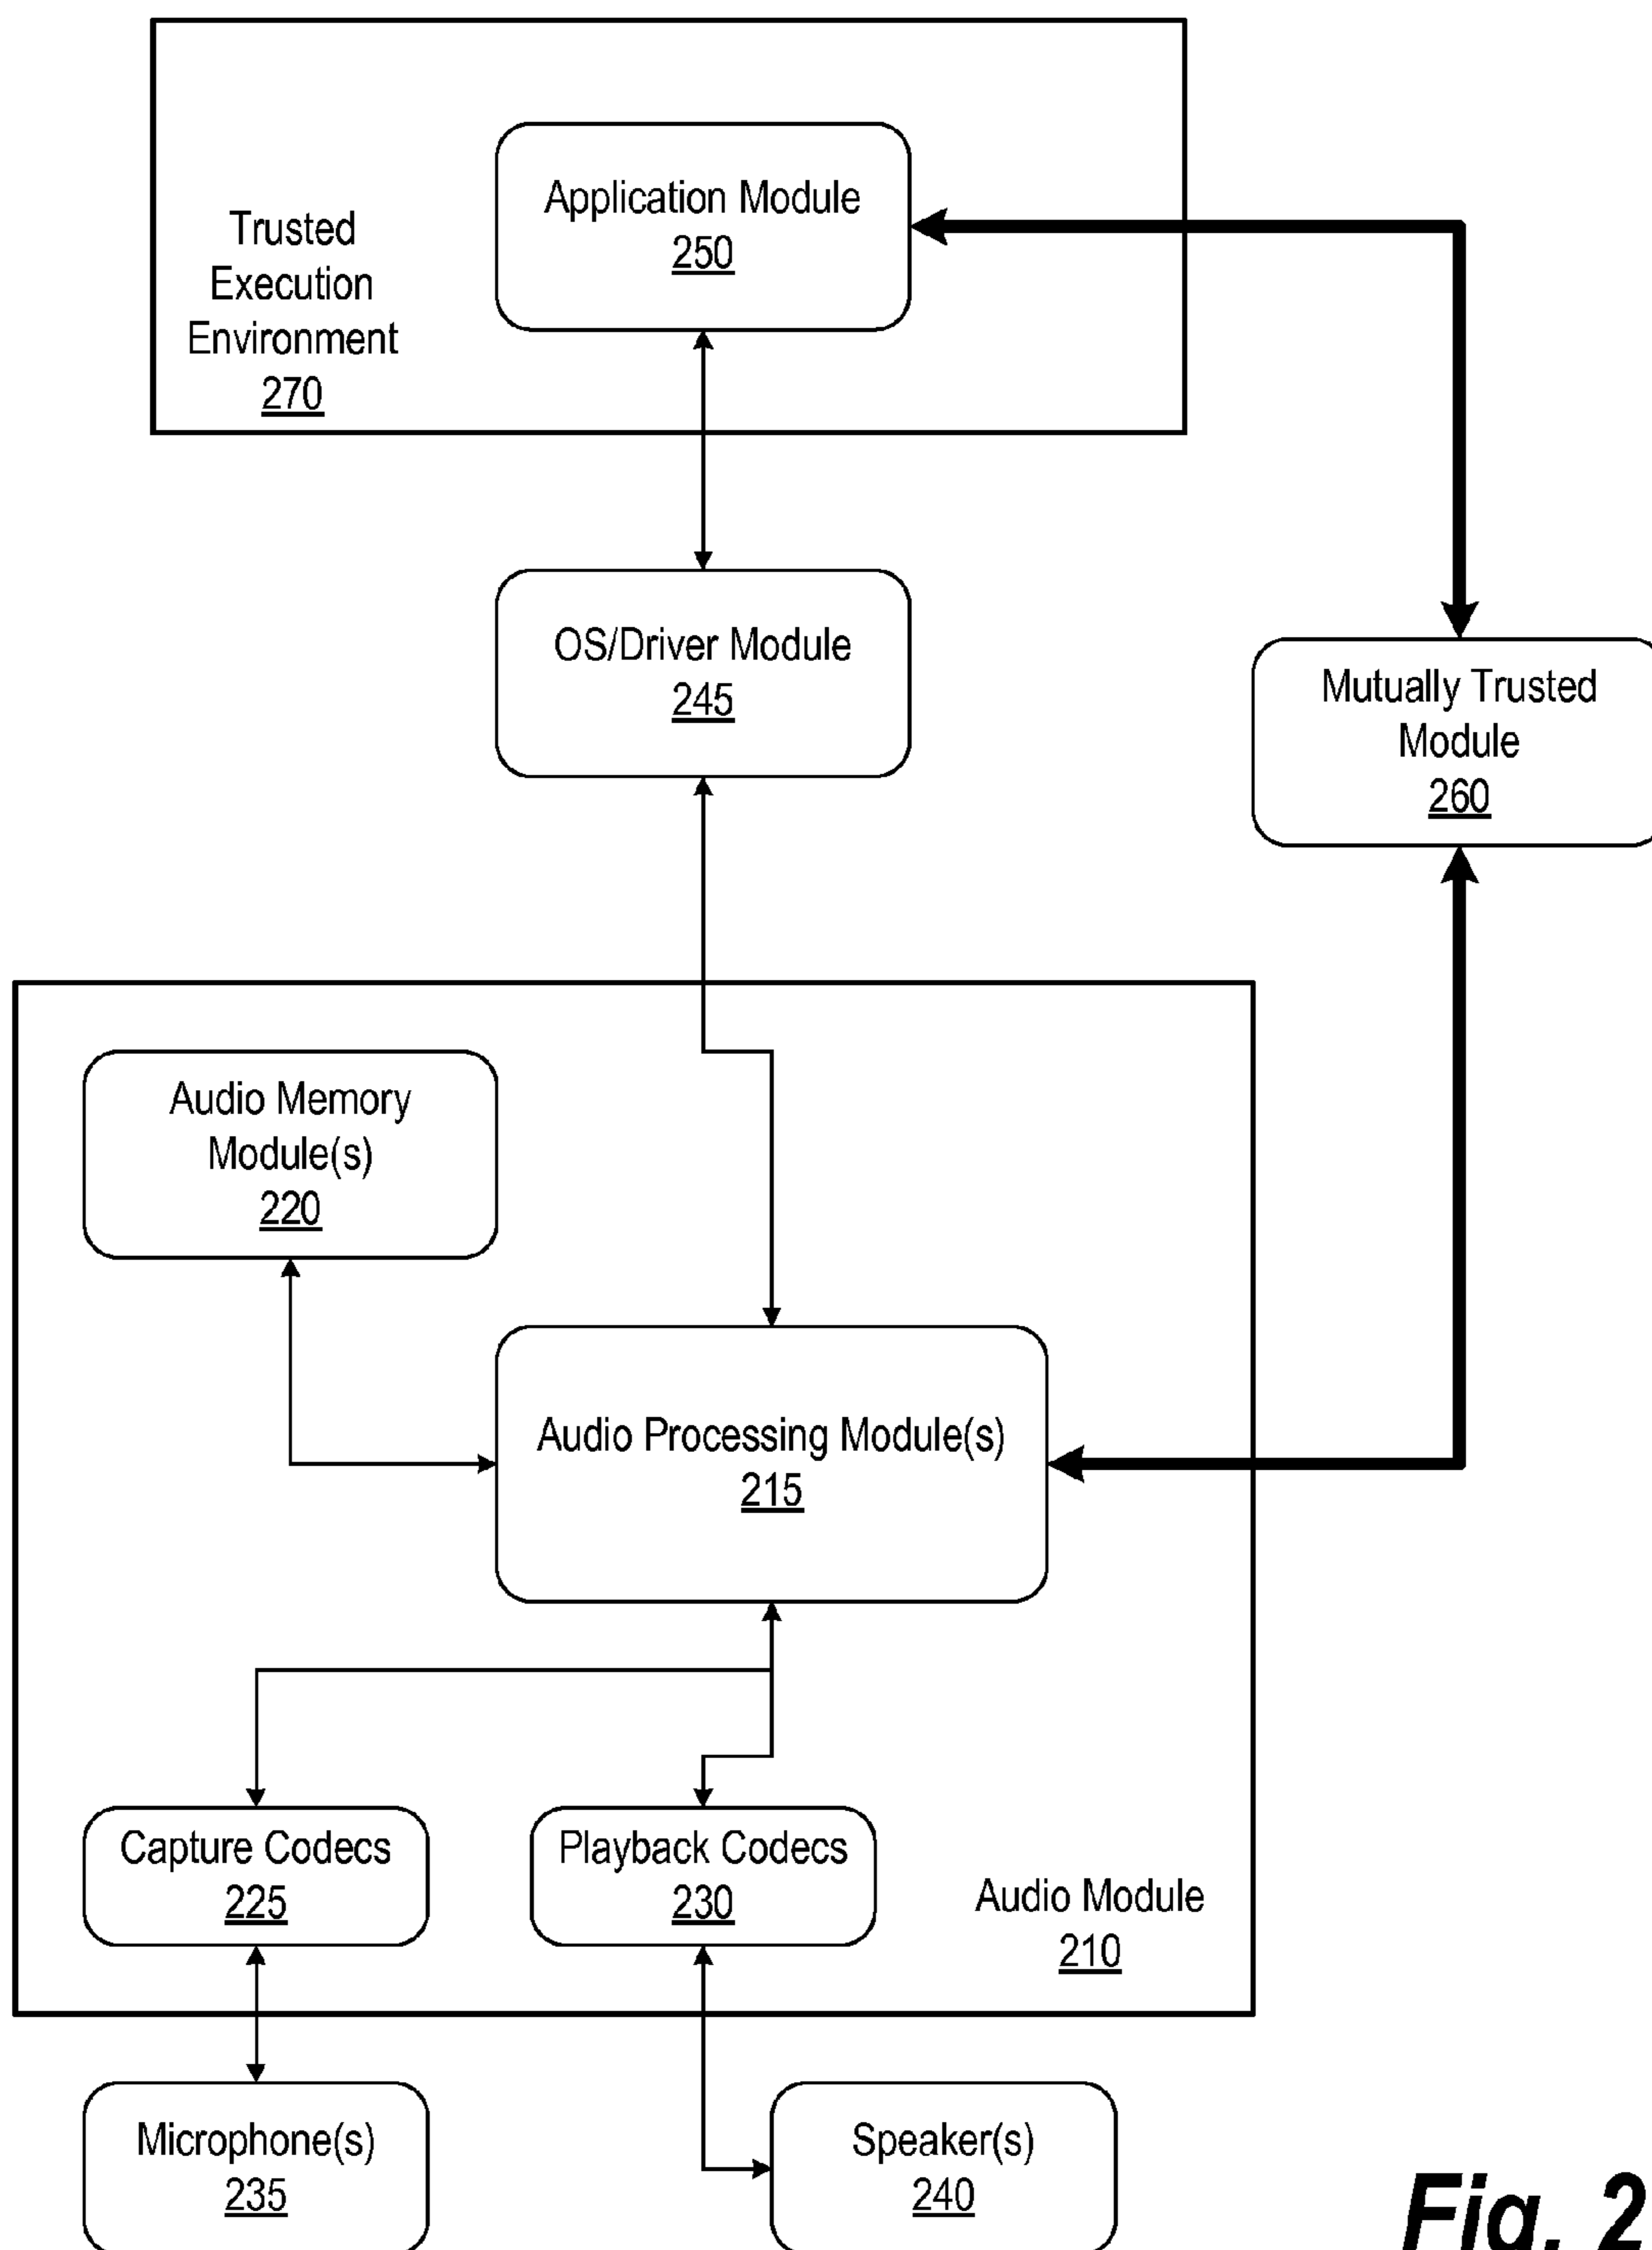 Application Module
250
Trusted
Execution
Environment
270
OS/Driver Module
245
Mutually Trusted
Module
260
Audio Memory
Module(s)
220
Audio Processing Module(s)
215
Capture Codecs
225
Playback Codecs
230
Audio Module
210
Microphone(s)
235
Speaker(s)
240
Fig. 2